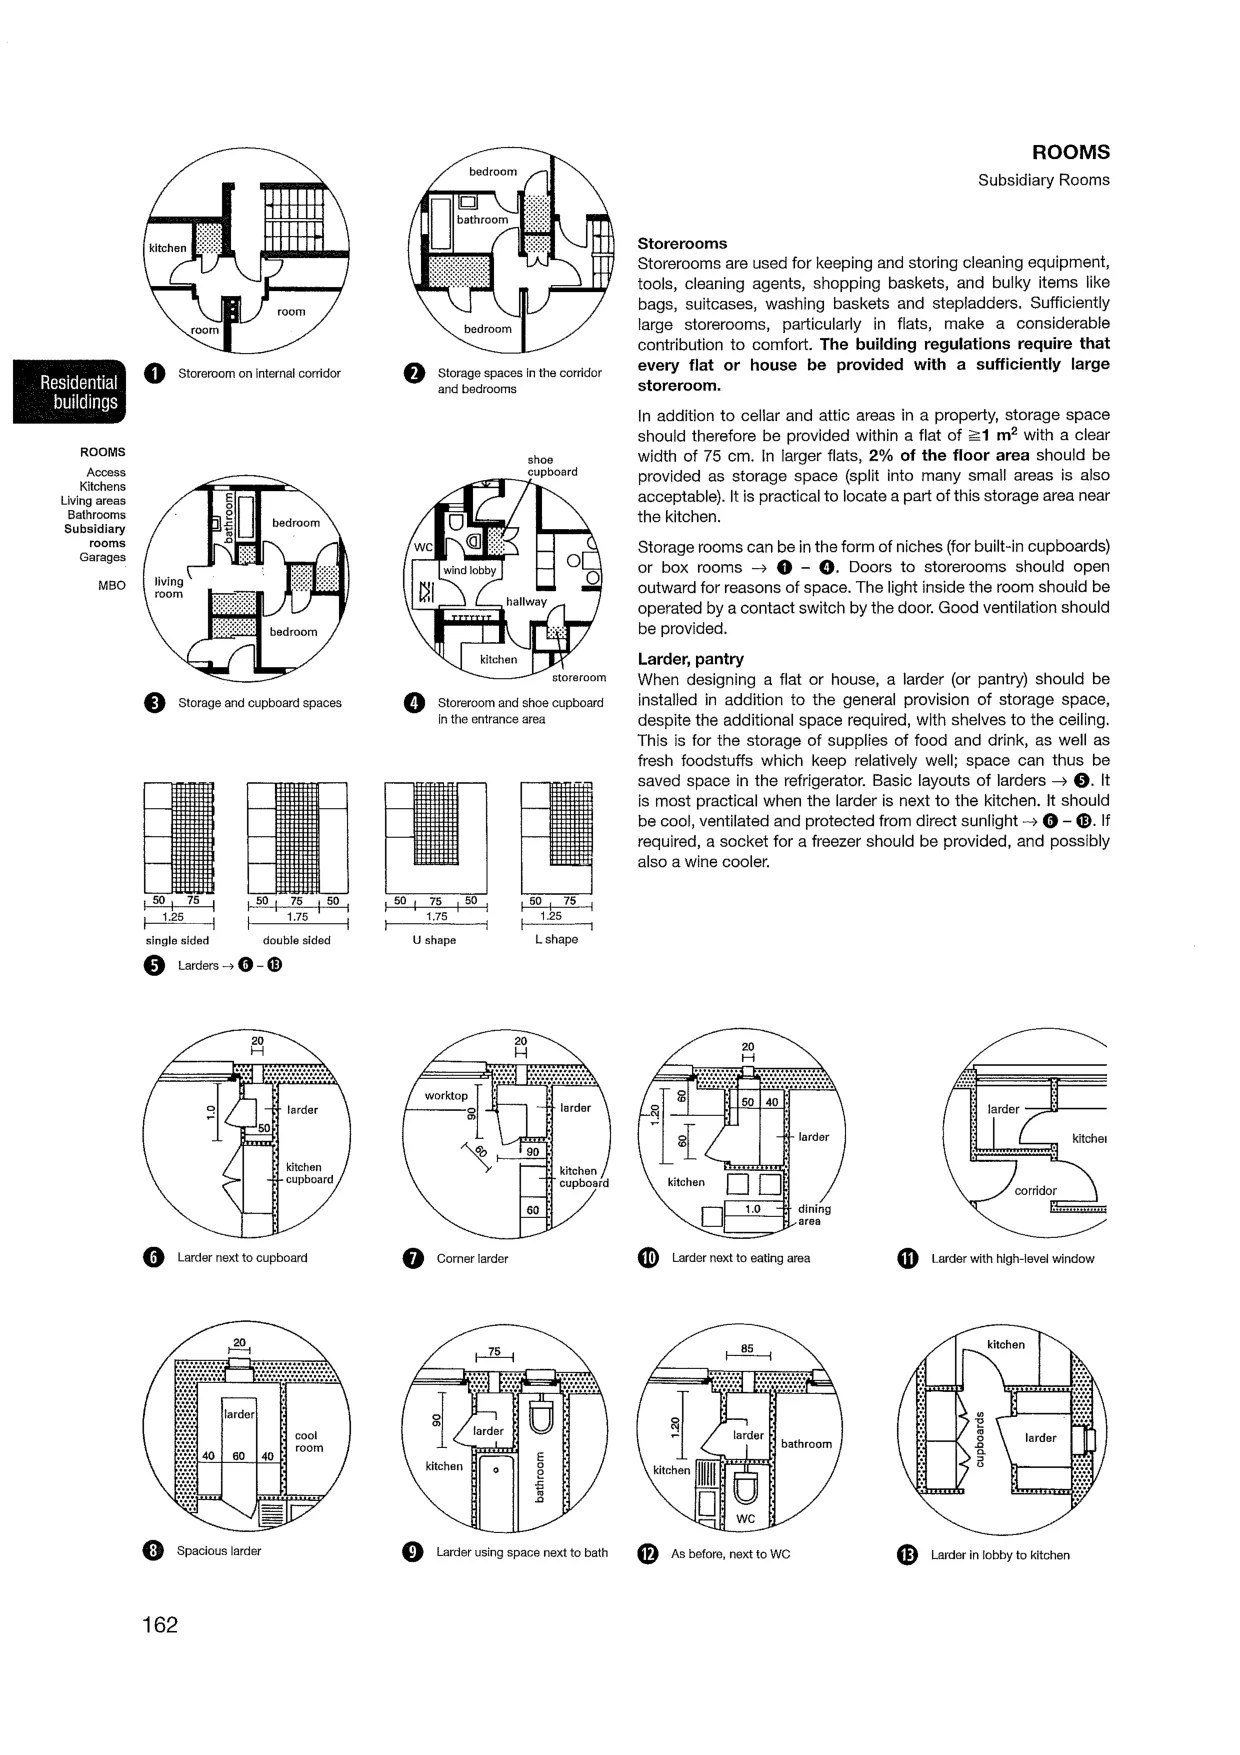 ROOMS
Subsidiary Rooms
Residential
buildings
ROOMS
Access
Kitchens
Living areas
Bathrooms
Subsidiary
rooms
Garages
MBO
kitchen
room
room
1 Storeroom on internal corridor
bedroom
bathroom
bedroom
2 Storage spaces in the corridor
and bedrooms
bathroom
bedroom
living
room
bedroom
3 Storage and cupboard spaces
shoe
cupboard
WC
wind lobby
hallway
kitchen
storeroom
4 Storeroom and shoe cupboard
in the entrance area
50 75
1.25
single sided
50 75 50
1.75
double sided
50 75 50
1.75
U shape
50 75
1.25
L shape
5 Larders → 6 – 13
Storerooms
Storerooms are used for keeping and storing cleaning equipment,
tools, cleaning agents, shopping baskets, and bulky items like
bags, suitcases, washing baskets and stepladders. Sufficiently
large storerooms, particularly in flats, make a considerable
contribution to comfort. The building regulations require that
every flat or house be provided with a sufficiently large
storeroom.
In addition to cellar and attic areas in a property, storage space
should therefore be provided within a flat of ≧1 m² with a clear
width of 75 cm. In larger flats, 2% of the floor area should be
provided as storage space (split into many small areas is also
acceptable). It is practical to locate a part of this storage area near
the kitchen.
Storage rooms can be in the form of niches (for built-in cupboards)
or box rooms → 1 – 4. Doors to storerooms should open
outward for reasons of space. The light inside the room should be
operated by a contact switch by the door. Good ventilation should
be provided.
Larder, pantry
When designing a flat or house, a larder (or pantry) should be
installed in addition to the general provision of storage space,
despite the additional space required, with shelves to the ceiling.
This is for the storage of supplies of food and drink, as well as
fresh foodstuffs which keep relatively well; space can thus be
saved space in the refrigerator. Basic layouts of larders → 5. It
is most practical when the larder is next to the kitchen. It should
be cool, ventilated and protected from direct sunlight → 6 – 13. If
required, a socket for a freezer should be provided, and possibly
also a wine cooler.
20
1.0
larder
50
kitchen
cupboard
6 Larder next to cupboard
20
worktop
90
larder
60
90
kitchen
cupboard
60
7 Corner larder
20
60
1.20
50 40
60
larder
kitchen
1.0
dining
area
10 Larder next to eating area
larder
kitche
corridor
11 Larder with high-level window
20
larder
cool
room
40 60 40
8 Spacious larder
75
90
larder
kitchen
bathroom
9 Larder using space next to bath
85
1.20
larder
bathroom
kitchen
WC
12 As before, next to WC
kitchen
cupboards
larder
13 Larder in lobby to kitchen
162